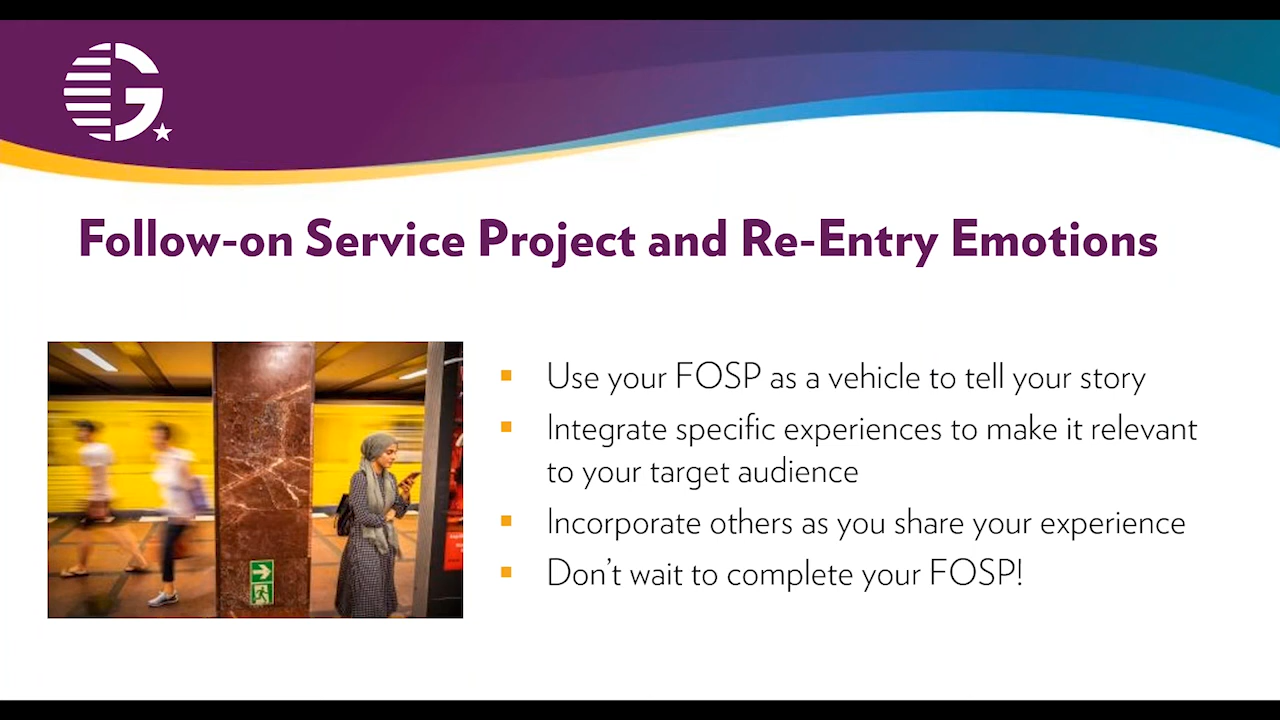 Follow-on Service Project and Re-Entry Emotions
Use your FOSP as a vehicle to tell your story
Integrate specific experiences to make it relevant
to your target audience
Incorporate others as you share your experience
Don't wait to complete your FOSP!